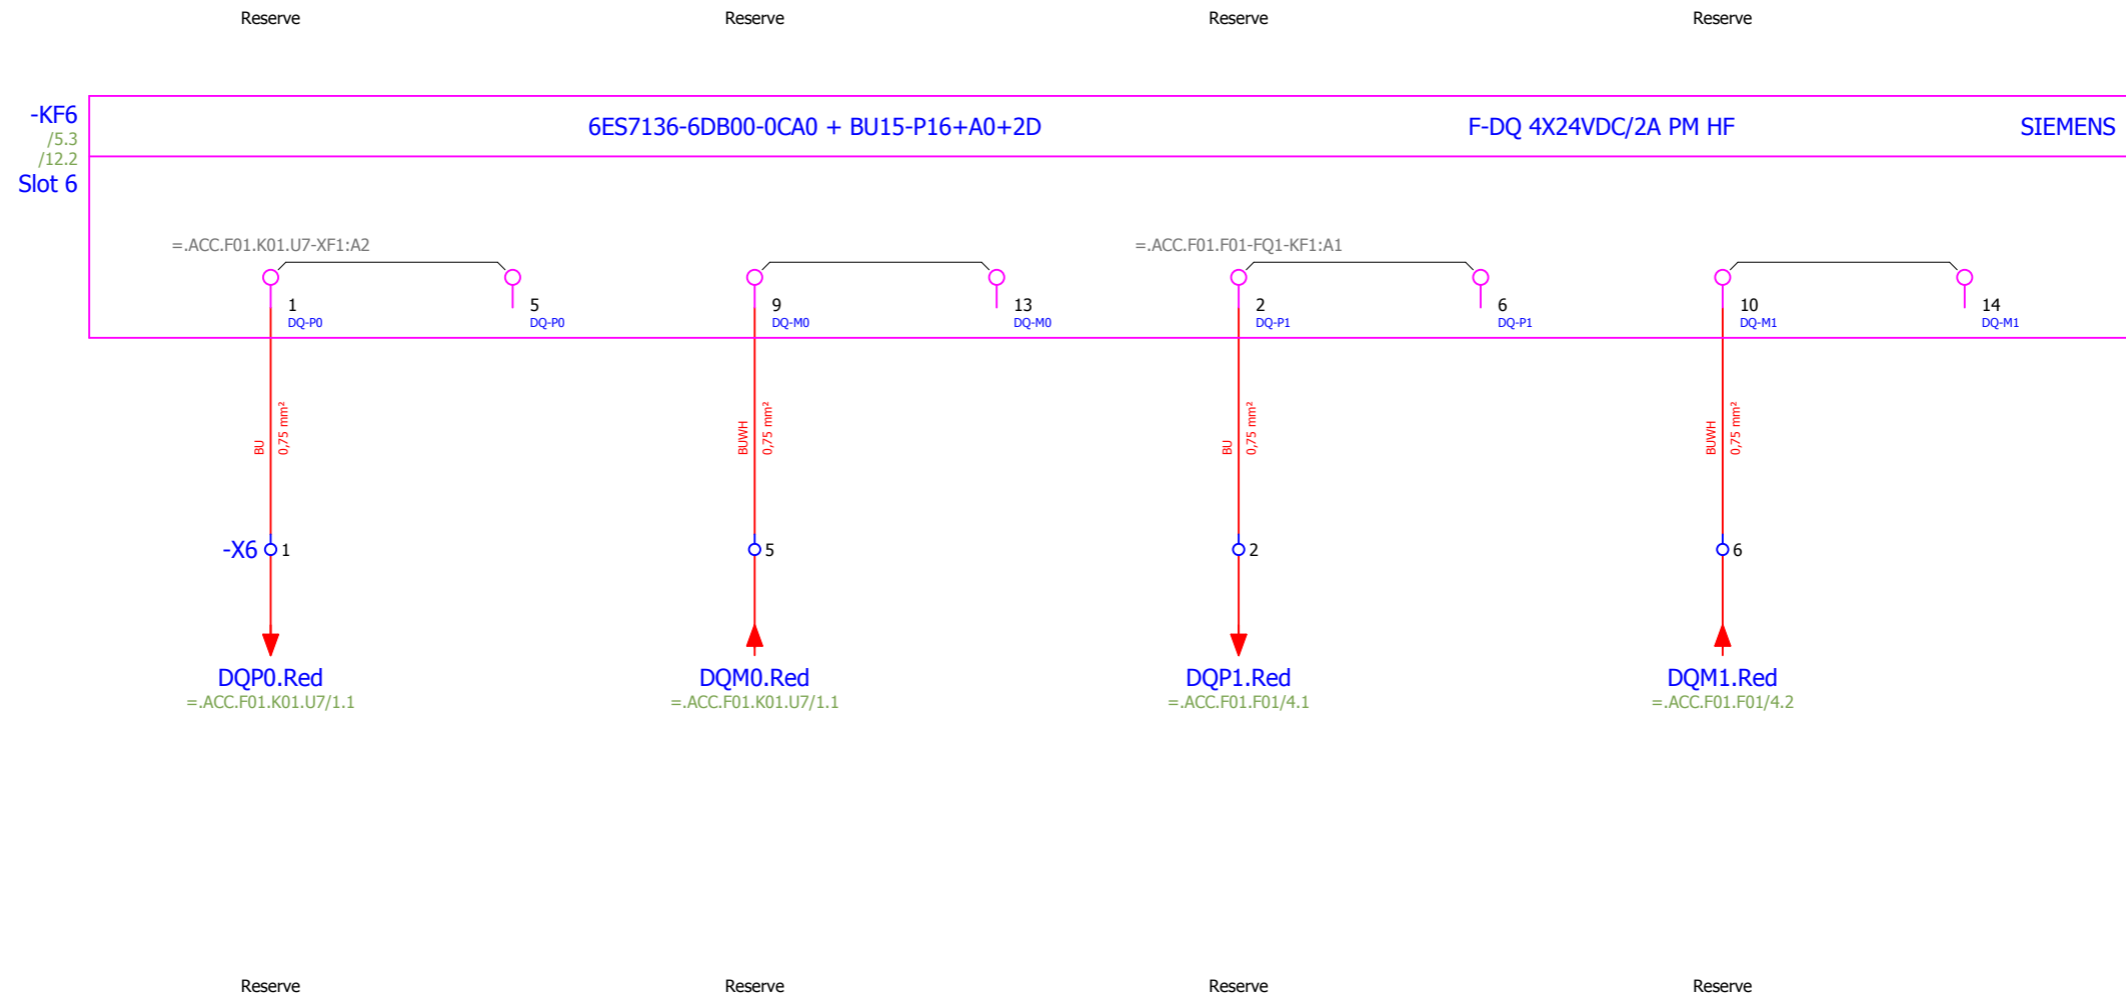 Reserve Reserve Reserve Reserve
-KF6 6ES7136-6DB00-0CA0 + BU15-P16+A0+2D F-DQ 4X24VDC/2A PM HF SIEMENS
/5.3
/12.2
Slot 6
=.ACC.F01.K01.U7-XF1:A2 =.ACC.F01.F01-FQ1-KF1:A1
1 5 9 13 2 6 10 14
DQ-P0 DQ-P0 DQ-M0 DQ-M0 DQ-P1 DQ-P1 DQ-M1 DQ-M1
BU 0,75 mm² BUWH 0,75 mm² BU 0,75 mm² BUWH 0,75 mm²
-X6 1 5 2 6
DQP0.Red DQM0.Red DQP1.Red DQM1.Red
=.ACC.F01.K01.U7/1.1 =.ACC.F01.K01.U7/1.1 =.ACC.F01.F01/4.1 =.ACC.F01.F01/4.2
Reserve Reserve Reserve Reserve